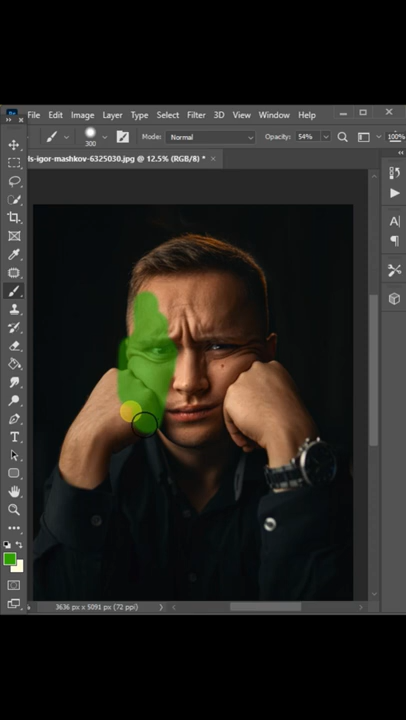 File Edit Image Layer Type Select Filter 3D View Window Help
300 Mode: Normal Opacity: 54% 100%
ls-igor-mashkov-6325030.jpg @ 12.5% (RGB/8) *
3636 px x 5091 px (72 ppi)